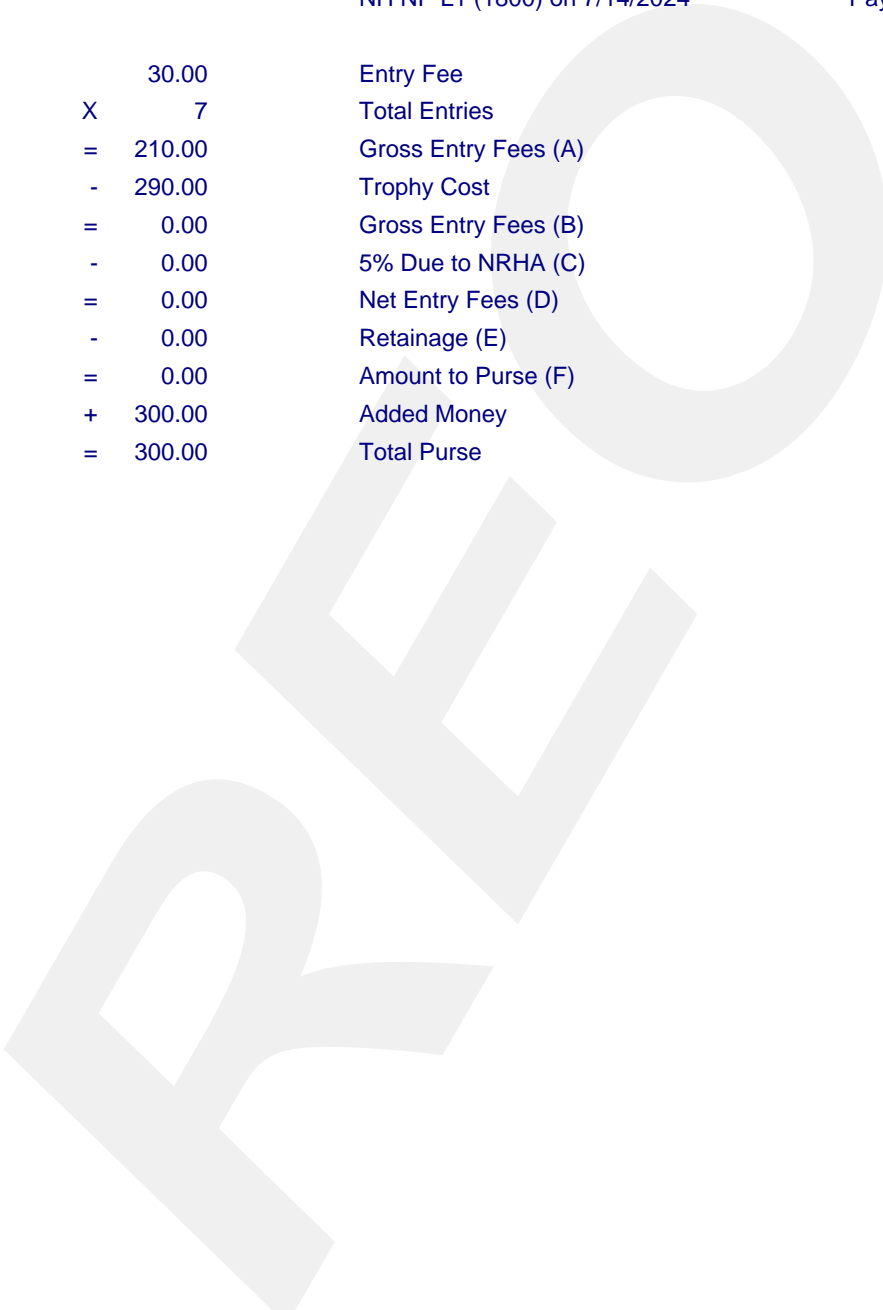 30.00 Entry Fee
X 7 Total Entries
= 210.00 Gross Entry Fees (A)
- 290.00 Trophy Cost
= 0.00 Gross Entry Fees (B)
- 0.00 5% Due to NRHA (C)
= 0.00 Net Entry Fees (D)
- 0.00 Retainage (E)
= 0.00 Amount to Purse (F)
+ 300.00 Added Money
= 300.00 Total Purse
REO